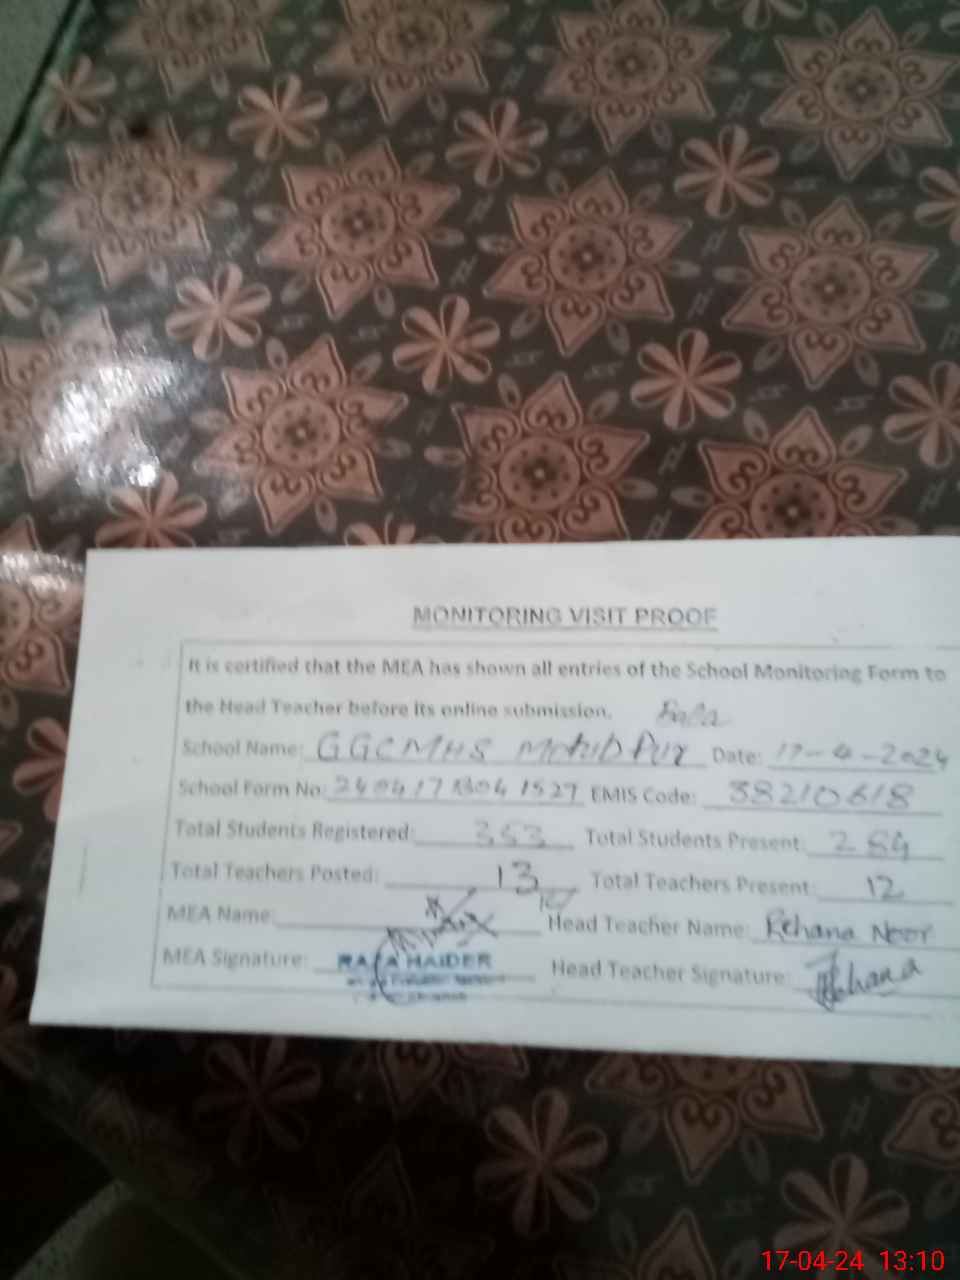 MONITORING VISIT PROOF
It is certified that the MEA has shown all entries of the School Monitoring Form to
the Head Teacher before its online submission.
School Name: GGCMHS Date: 17-4-2024
School Form No: EMIS Code: 38210618
Total Students Registered: 353 Total Students Present: 284
Total Teachers Posted: 13 Total Teachers Present: 12
MEA Name: Head Teacher Name: Rehana Noor
MEA Signature: RAZA HAIDER Head Teacher Signature: Rehana
17-04-24 13:10